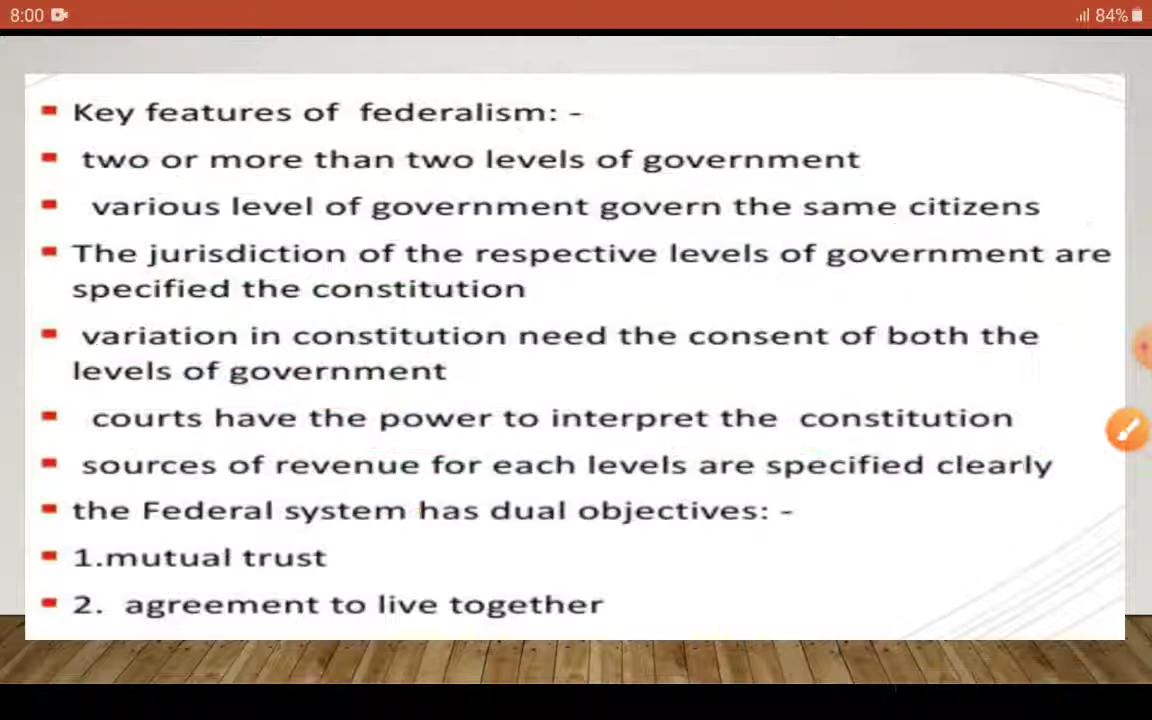 8:00
84%
Key features of federalism: -
two or more than two levels of government
various level of government govern the same citizens
The jurisdiction of the respective levels of government are
specified the constitution
variation in constitution need the consent of both the
levels of government
courts have the power to interpret the constitution
sources of revenue for each levels are specified clearly
the Federal system has dual objectives: -
1.mutual trust
2. agreement to live together